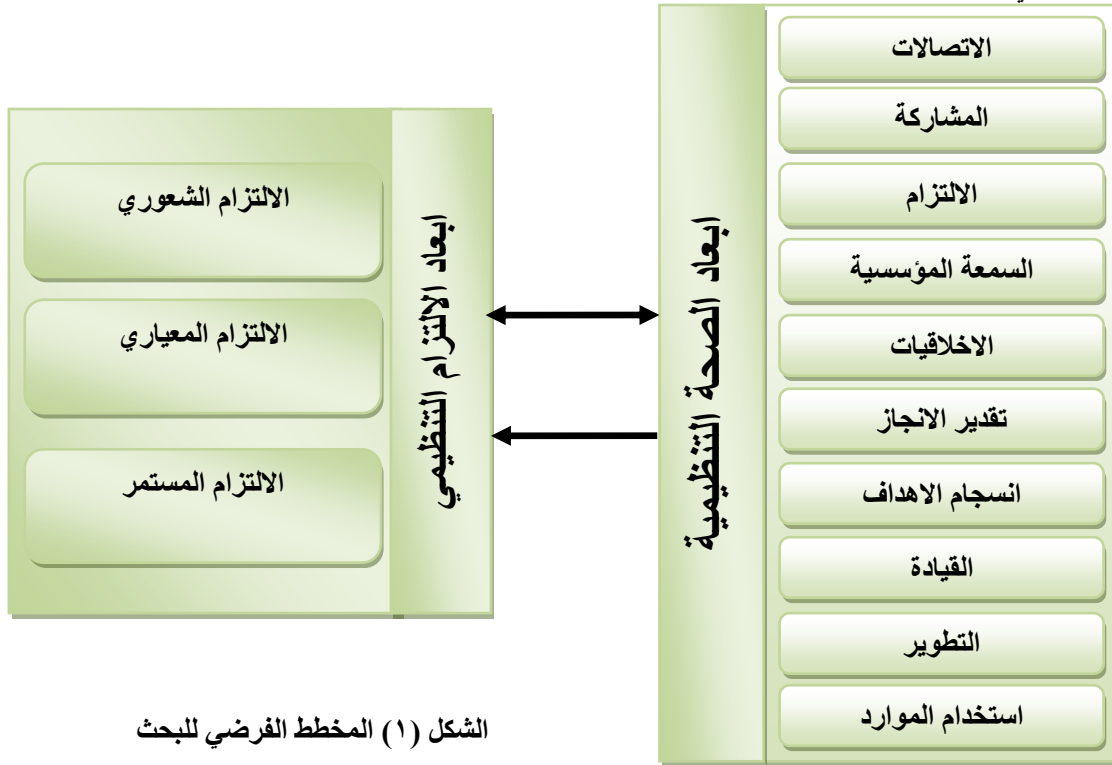 ابعاد الصحة التنظيمية
الاتصالات
المشاركة
الالتزام
السمعة المؤسسية
الاخلاقيات
تقدير الانجاز
انسجام الاهداف
القيادة
التطوير
استخدام الموارد
ابعاد الالتزام التنظيمي
الالتزام الشعوري
الالتزام المعياري
الالتزام المستمر
الشكل (١) المخطط الفرضي للبحث